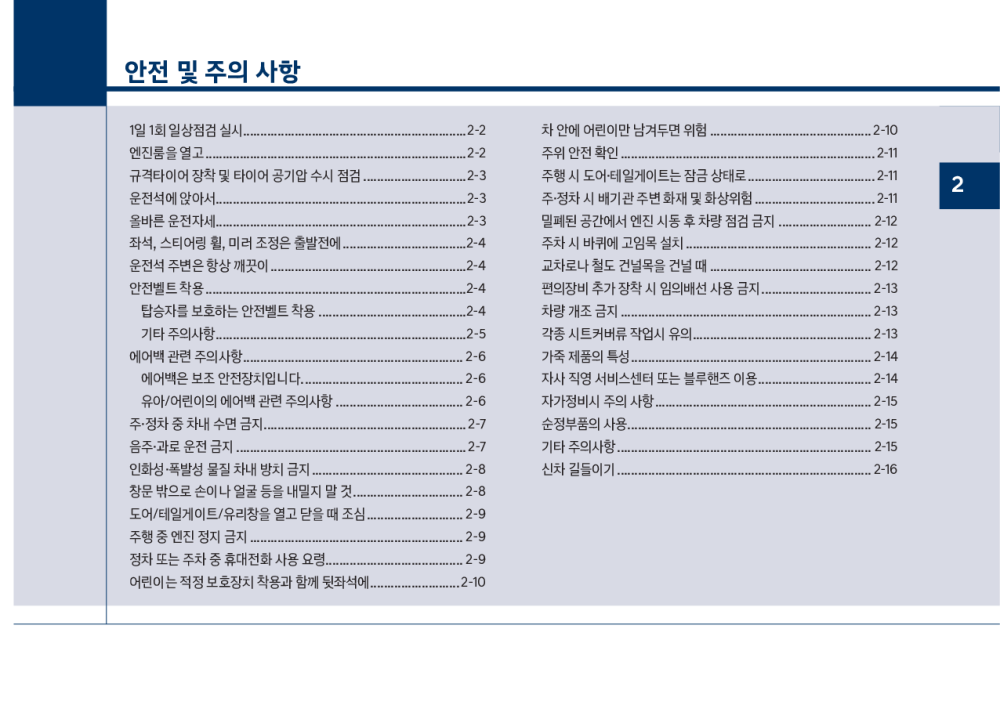 안전 및 주의 사항
1일 1회 일상점검 실시 2-2
엔진룸을 열고 2-2
규격타이어 장착 및 타이어 공기압 수시 점검 2-3
운전석에 앉아서 2-3
올바른 운전자세 2-3
좌석, 스티어링 휠, 미러 조정은 출발전에 2-4
운전석 주변은 항상 깨끗이 2-4
안전벨트 착용 2-4
탑승자를 보호하는 안전벨트 착용 2-4
기타 주의사항 2-5
에어백 관련 주의사항 2-6
에어백은 보조 안전장치입니다. 2-6
유아/어린이의 에어백 관련 주의사항 2-6
주·정차 중 차내 수면 금지 2-7
음주·과로 운전 금지 2-7
인화성·폭발성 물질 차내 방치 금지 2-8
창문 밖으로 손이나 얼굴 등을 내밀지 말 것 2-8
도어/테일게이트/유리창을 열고 닫을 때 조심 2-9
주행 중 엔진 정지 금지 2-9
정차 또는 주차 중 휴대전화 사용 요령 2-9
어린이는 적정 보호장치 착용과 함께 뒷좌석에 2-10
차 안에 어린이만 남겨두면 위험 2-10
주위 안전 확인 2-11
주행 시 도어·테일게이트는 잠금 상태로 2-11
주·정차 시 배기관 주변 화재 및 화상위험 2-11
밀폐된 공간에서 엔진 시동 후 차량 점검 금지 2-12
주차 시 바퀴에 고임목 설치 2-12
교차로나 철도 건널목을 건널 때 2-12
편의장비 추가 장착 시 임의배선 사용 금지 2-13
차량 개조 금지 2-13
각종 시트커버류 작업시 유의 2-13
가죽 제품의 특성 2-14
자사 직영 서비스센터 또는 블루핸즈 이용 2-14
자가정비시 주의 사항 2-15
순정부품의 사용 2-15
기타 주의사항 2-15
신차 길들이기 2-16
2